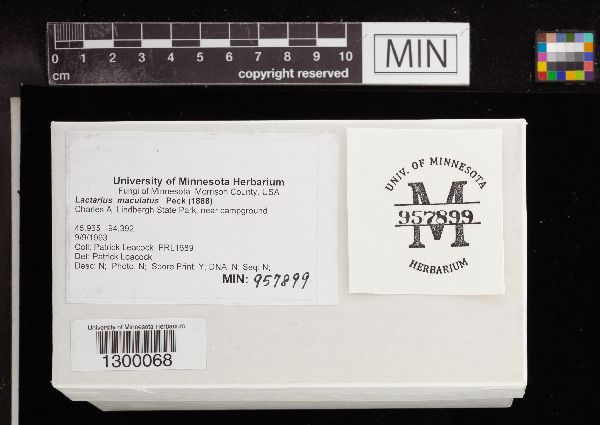 0 1 2 3 4 5 6 7 8 9 10
cm
copyright reserved
MIN
University of Minnesota Herbarium
Fungi of Minnesota: Morrison County, USA
Lactarius maculatus Peck (1888)
Charles A. Lindbergh State Park, near campground
45.955 -94.392
9/9/1993
Coll: Patrick Leacock PRL1589
Det: Patrick Leacock
Desc: N; Photo: N; Spore Print: Y; DNA: N; Seq: N;
MIN: 957899
UNIV. OF MINNESOTA
M
957899
HERBARIUM
University of Minnesota Herbarium
1300068